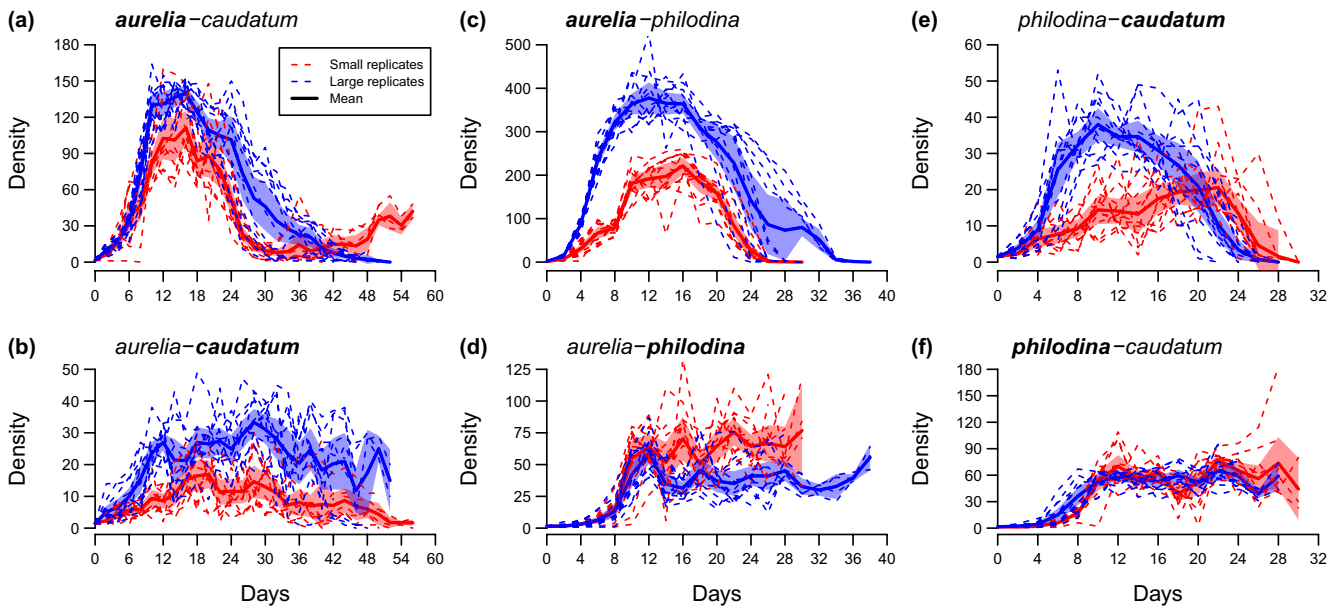 (a) aurelia−caudatum
Density
180
150
120
90
60
30
0
0 6 12 18 24 30 36 42 48 54 60
Small replicates
Large replicates
Mean
(c) aurelia−philodina
Density
500
400
300
200
100
0
0 4 8 12 16 20 24 28 32 36 40
(e) philodina−caudatum
Density
60
50
40
30
20
10
0
0 4 8 12 16 20 24 28 32
(b) aurelia−caudatum
Density
50
40
30
20
10
0
0 6 12 18 24 30 36 42 48 54 60
Days
(d) aurelia−philodina
Density
125
100
75
50
25
0
0 4 8 12 16 20 24 28 32 36 40
Days
(f) philodina−caudatum
Density
180
150
120
90
60
30
0
0 4 8 12 16 20 24 28 32
Days